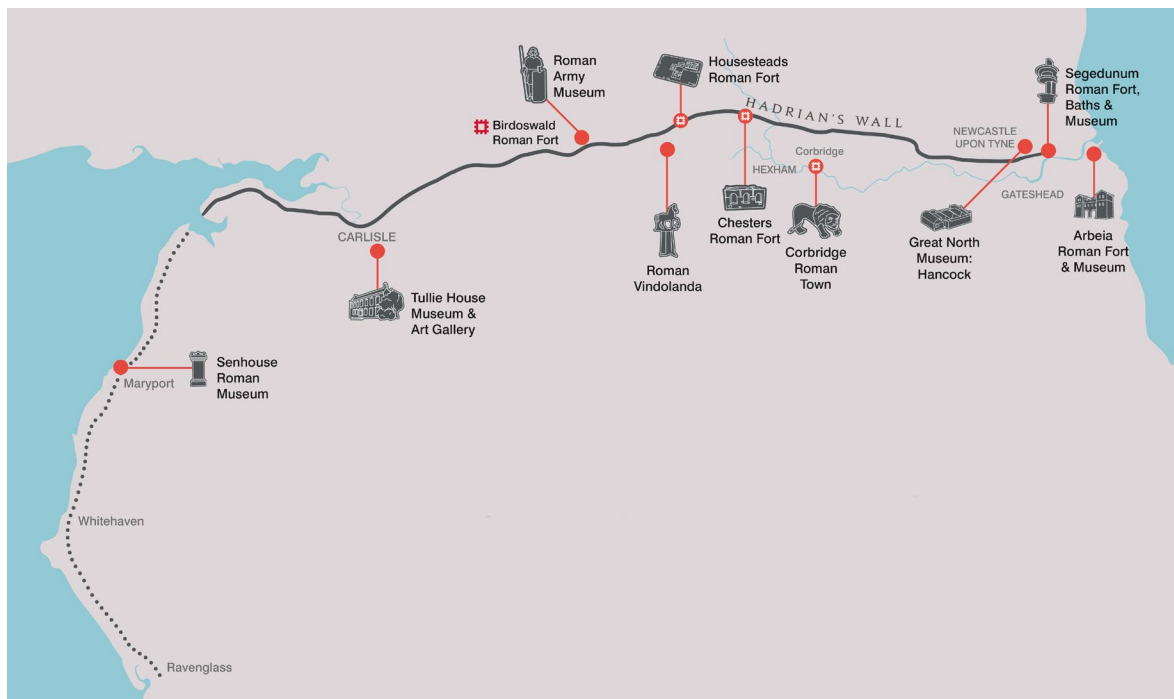 Roman
Army
Museum
Housesteads
Roman Fort
Segedunum
Roman Fort,
Baths &
Museum
HADRIAN'S WALL
Birdoswald
Roman Fort
NEWCASTLE
UPON TYNE
Corbridge
HEXHAM
GATESHEAD
Chesters
Roman Fort
CARLISLE
Arbeia
Roman Fort
& Museum
Great North
Museum:
Hancock
Corbridge
Roman
Town
Roman
Vindolanda
Tullie House
Museum &
Art Gallery
Senhouse
Roman
Museum
Maryport
Whitehaven
Ravenglass